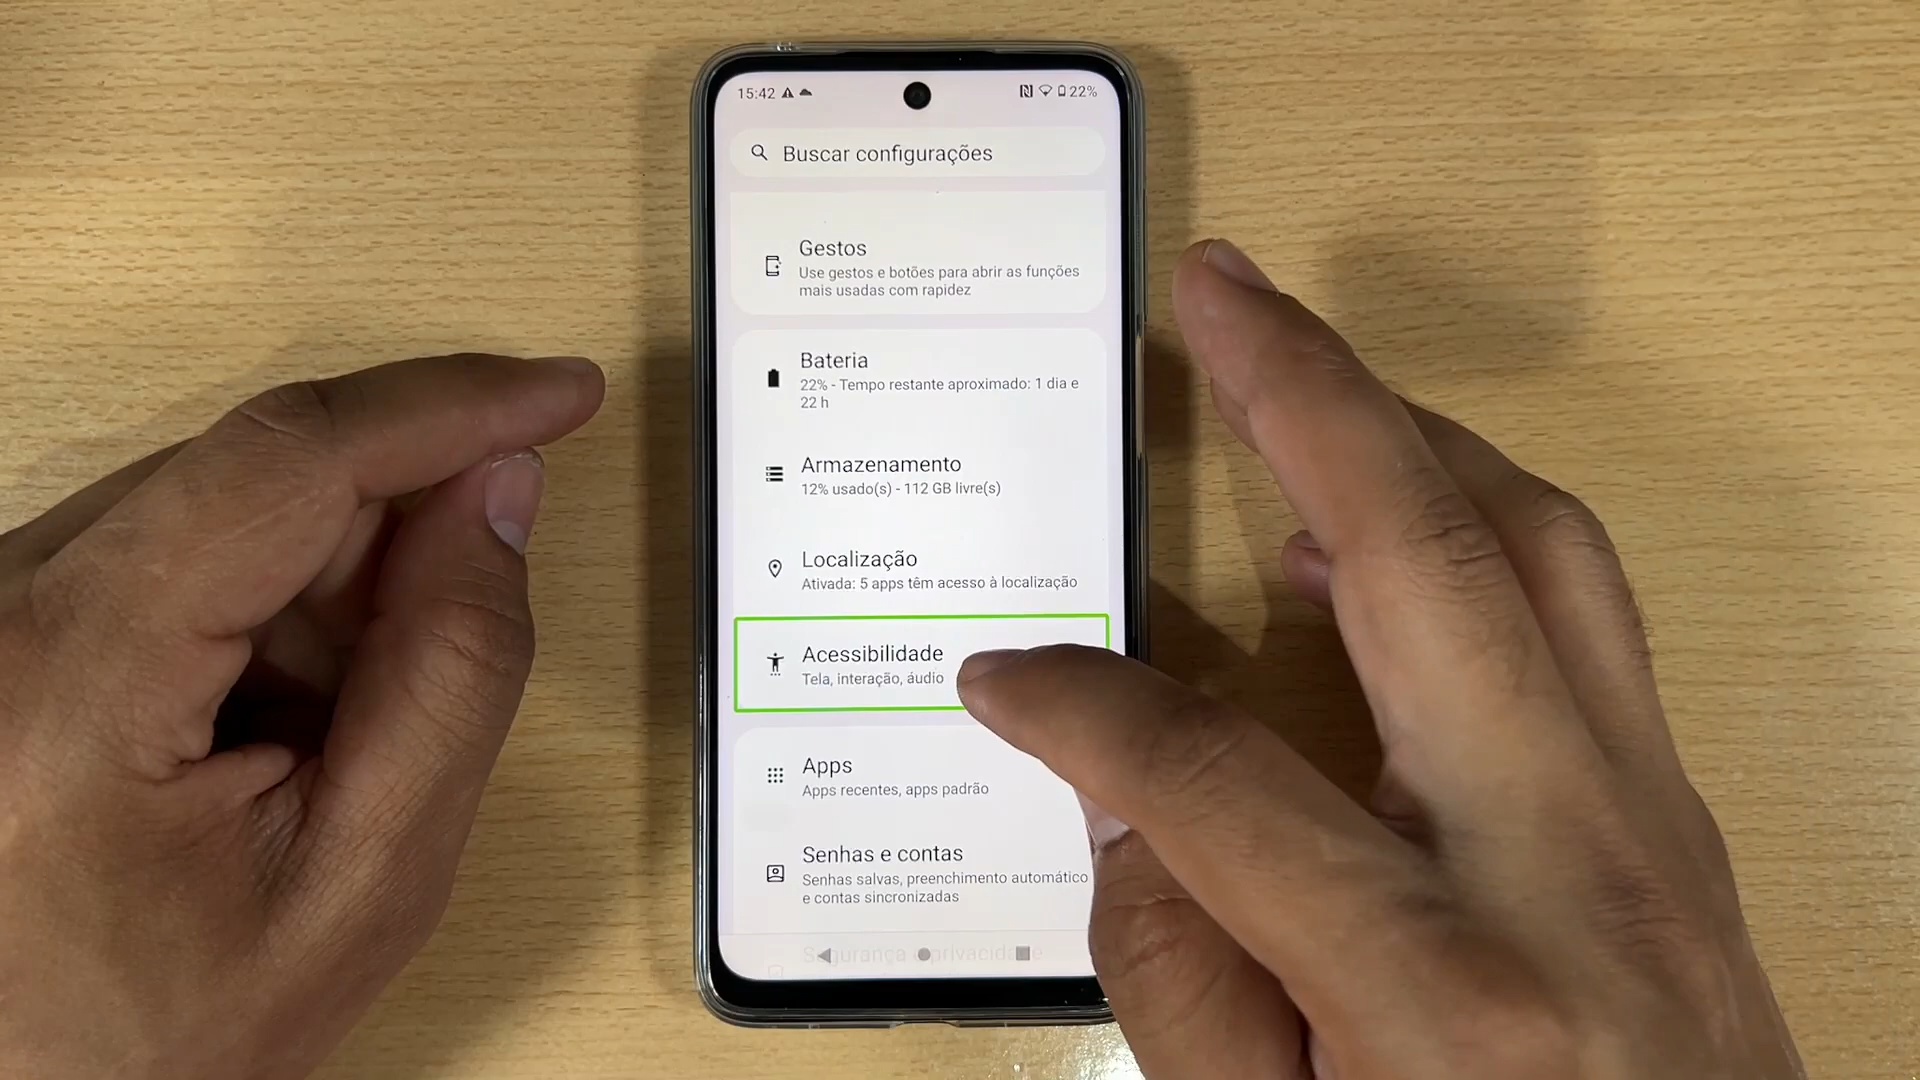 15:42
22%
Buscar configurações
Gestos
Use gestos e botões para abrir as funções
mais usadas com rapidez
Bateria
22% - Tempo restante aproximado: 1 dia e
22 h
Armazenamento
12% usado(s) - 112 GB livre(s)
Localização
Ativada: 5 apps têm acesso à localização
Acessibilidade
Tela, interação, áudio
Apps
Apps recentes, apps padrão
Senhas e contas
Senhas salvas, preenchimento automático
e contas sincronizadas
Segurança e privacidade